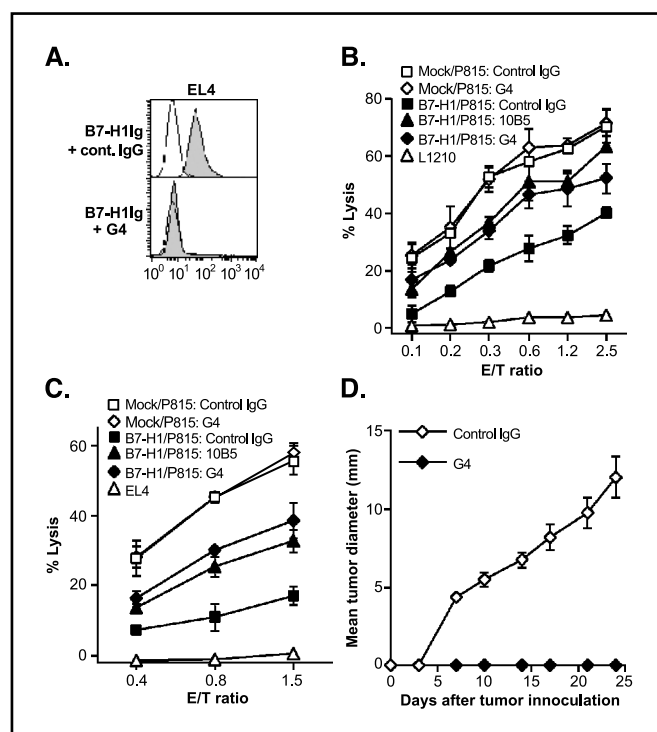 A.
EL4
B7-H1Ig
+ cont. IgG
B7-H1Ig
+ G4
10⁰ 10¹ 10² 10³ 10⁴
B.
Mock/P815: Control IgG
Mock/P815: G4
B7-H1/P815: Control IgG
B7-H1/P815: 10B5
B7-H1/P815: G4
L1210
% Lysis
80
60
40
20
0
0.1 0.2 0.3 0.6 1.2 2.5
E/T ratio
C.
Mock/P815: Control IgG
Mock/P815: G4
B7-H1/P815: Control IgG
B7-H1/P815: 10B5
B7-H1/P815: G4
EL4
% Lysis
60
40
20
0
0.4 0.8 1.5
E/T ratio
D.
Control IgG
G4
Mean tumor diameter (mm)
15
10
5
0
0 5 10 15 20 25
Days after tumor innoculation